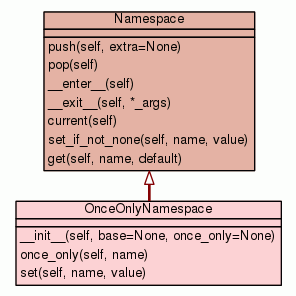 Namespace
push(self, extra=None)
pop(self)
__enter__(self)
__exit__(self, *_args)
current(self)
set_if_not_none(self, name, value)
get(self, name, default)
OnceOnlyNamespace
__init__(self, base=None, once_only=None)
once_only(self, name)
set(self, name, value)